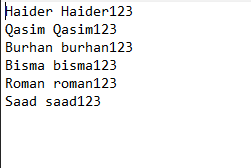 Haider Haider123
Qasim Qasim123
Burhan burhan123
Bisma bisma123
Roman roman123
Saad saad123